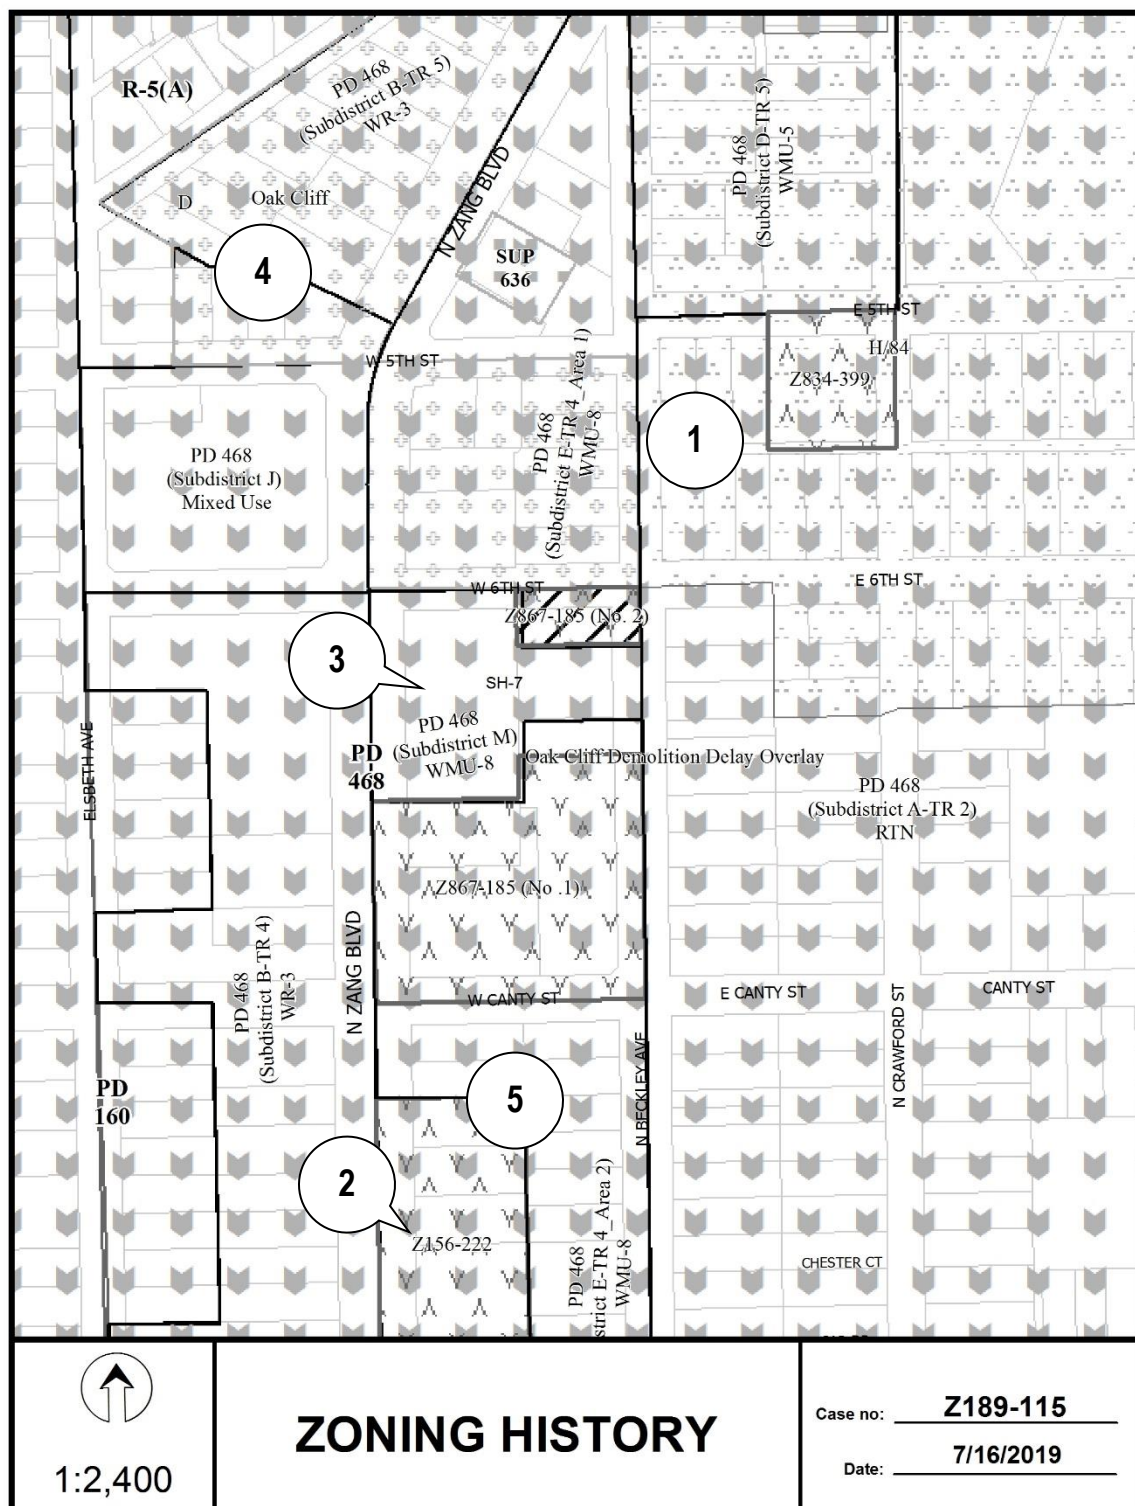 R-5(A)
PD 468
(Subdistrict B-TR 5)
WR-3
D
Oak Cliff
N ZANG BLVD
SUP
636
PD 468
(Subdistrict D-TR 5)
WMU-5
4
E 5TH ST
H/84
Z834-399
W 5TH ST
PD 468
(Subdistrict E-TR 4_Area 1)
WMU-8
1
PD 468
(Subdistrict J)
Mixed Use
W 6TH ST
E 6TH ST
Z867-185 (No. 2)
3
SH-7
PD 468
(Subdistrict M)
WMU-8
PD
468
Oak Cliff Demolition Delay Overlay
ELSBETH AVE
PD 468
(Subdistrict A-TR 2)
RTN
Z867-185 (No .1)
PD 468
(Subdistrict B-TR 4)
WR-3
N ZANG BLVD
W CANTY ST
E CANTY ST
CANTY ST
N CRAWFORD ST
N BECKLEY AVE
PD
160
5
2
Z156-222
PD 468
strict E-TR 4_Area 2)
WMU-8
CHESTER CT
1:2,400
ZONING HISTORY
Case no: Z189-115
Date: 7/16/2019